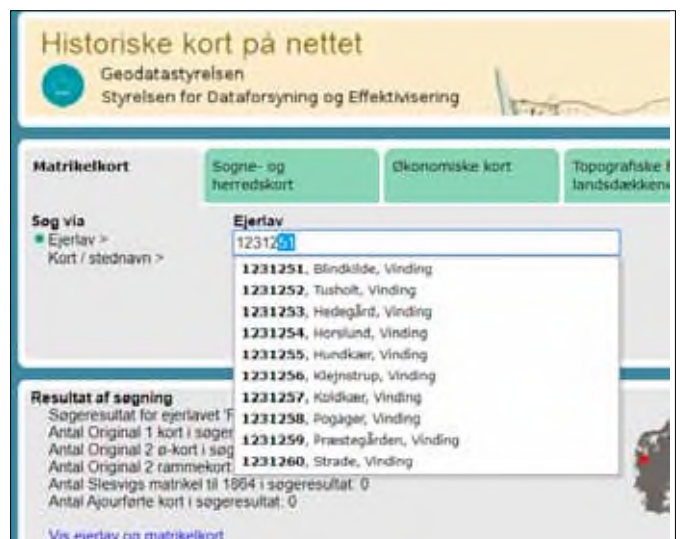 Historiske kort på nettet
Geodatastyrelsen
Styrelsen for Dataforsyning og Effektivisering
Matrikelkort
Sogne- og herredskort
Økonomiske kort
Topografiske
landsdækkende
Søg via
Ejerlav >
Kort / stednavn >
Ejerlav
1231251
1231251, Blindkilde, Vinding
1231252, Tusholt, Vinding
1231253, Hedegård, Vinding
1231254, Horslund, Vinding
1231255, Hundkær, Vinding
1231256, Klejnstrup, Vinding
1231257, Koldkær, Vinding
1231258, Pogager, Vinding
1231259, Præstegården, Vinding
1231260, Strade, Vinding
Resultat af søgning
Søgeresultat for ejerlavet 'F
Antal Original 1 kort i søger
Antal Original 2 ø-kort i søg
Antal Original 2 rammekort
Antal Slesvigs matrikel til 1864 i søgeresultat: 0
Antal Ajourførte kort i søgeresultat: 0
Vis ejerlav og matrikelkort